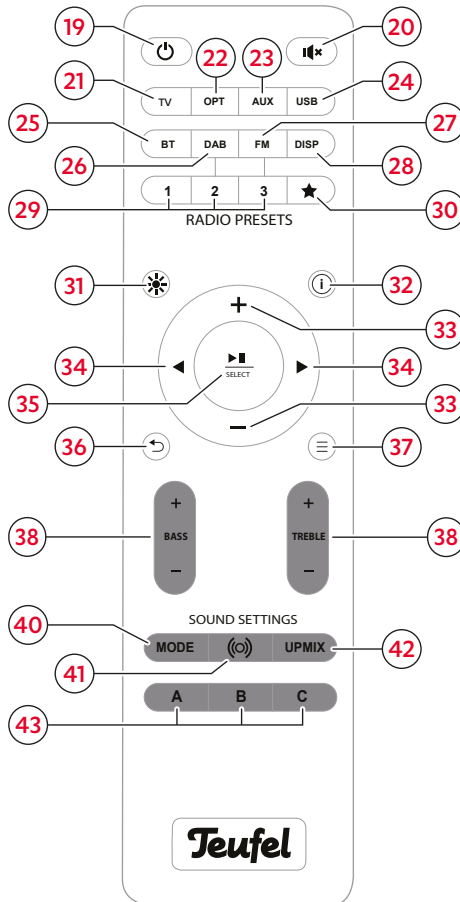 19 20
21 22 23 24
TV OPT AUX USB
25 27
BT DAB FM DISP
26 28
1 2 3
29 30
RADIO PRESETS
31 32
i
+
33
34 34
SELECT
35 33
−
36 37
+ +
38 BASS TREBLE 38
− −
SOUND SETTINGS
40
MODE UPMIX
41 42
A B C
43
Teufel